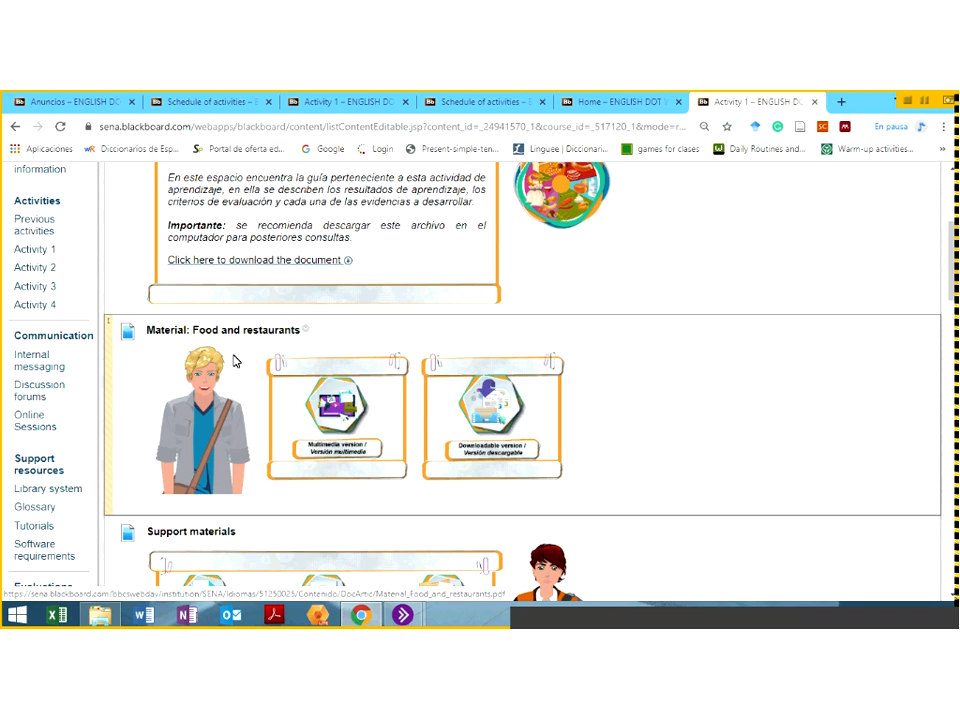 Anuncios – ENGLISH DC
Schedule of activities – E
Activity 1 – ENGLISH DO
Schedule of activities – E
Home – ENGLISH DOT
Activity 1 – ENGLISH DC
sena.blackboard.com/webapps/blackboard/content/listContentEditable.jsp?content_id=_24941570_1&course_id=_517120_1&mode=r...
En pausa
Aplicaciones
Diccionarios de Esp...
Portal de oferta ed...
Google
Login
Present-simple-ten...
Linguee | Diccionari...
games for clases
Daily Routines and...
Warm-up activities...
»
information
Activities
Previous
activities
Activity 1
Activity 2
Activity 3
Activity 4
Communication
Internal
messaging
Discussion
forums
Online
Sessions
Support
resources
Library system
Glossary
Tutorials
Software
requirements
Evaluations
En este espacio encuentra la guía perteneciente a esta actividad de
aprendizaje, en ella se describen los resultados de aprendizaje, los
criterios de evaluación y cada una de las evidencias a desarrollar.
Importante: se recomienda descargar este archivo en el
computador para posteriores consultas.
Click here to download the document
Material: Food and restaurants
Multimedia version /
Versión multimedia
Downloadable version /
Versión descargable
Support materials
https://sena.blackboard.com/bbcswebdav/institution/SENA/Idiomas/51250025/Contenido/DocArtic/Material_Food_and_restaurants.pdf